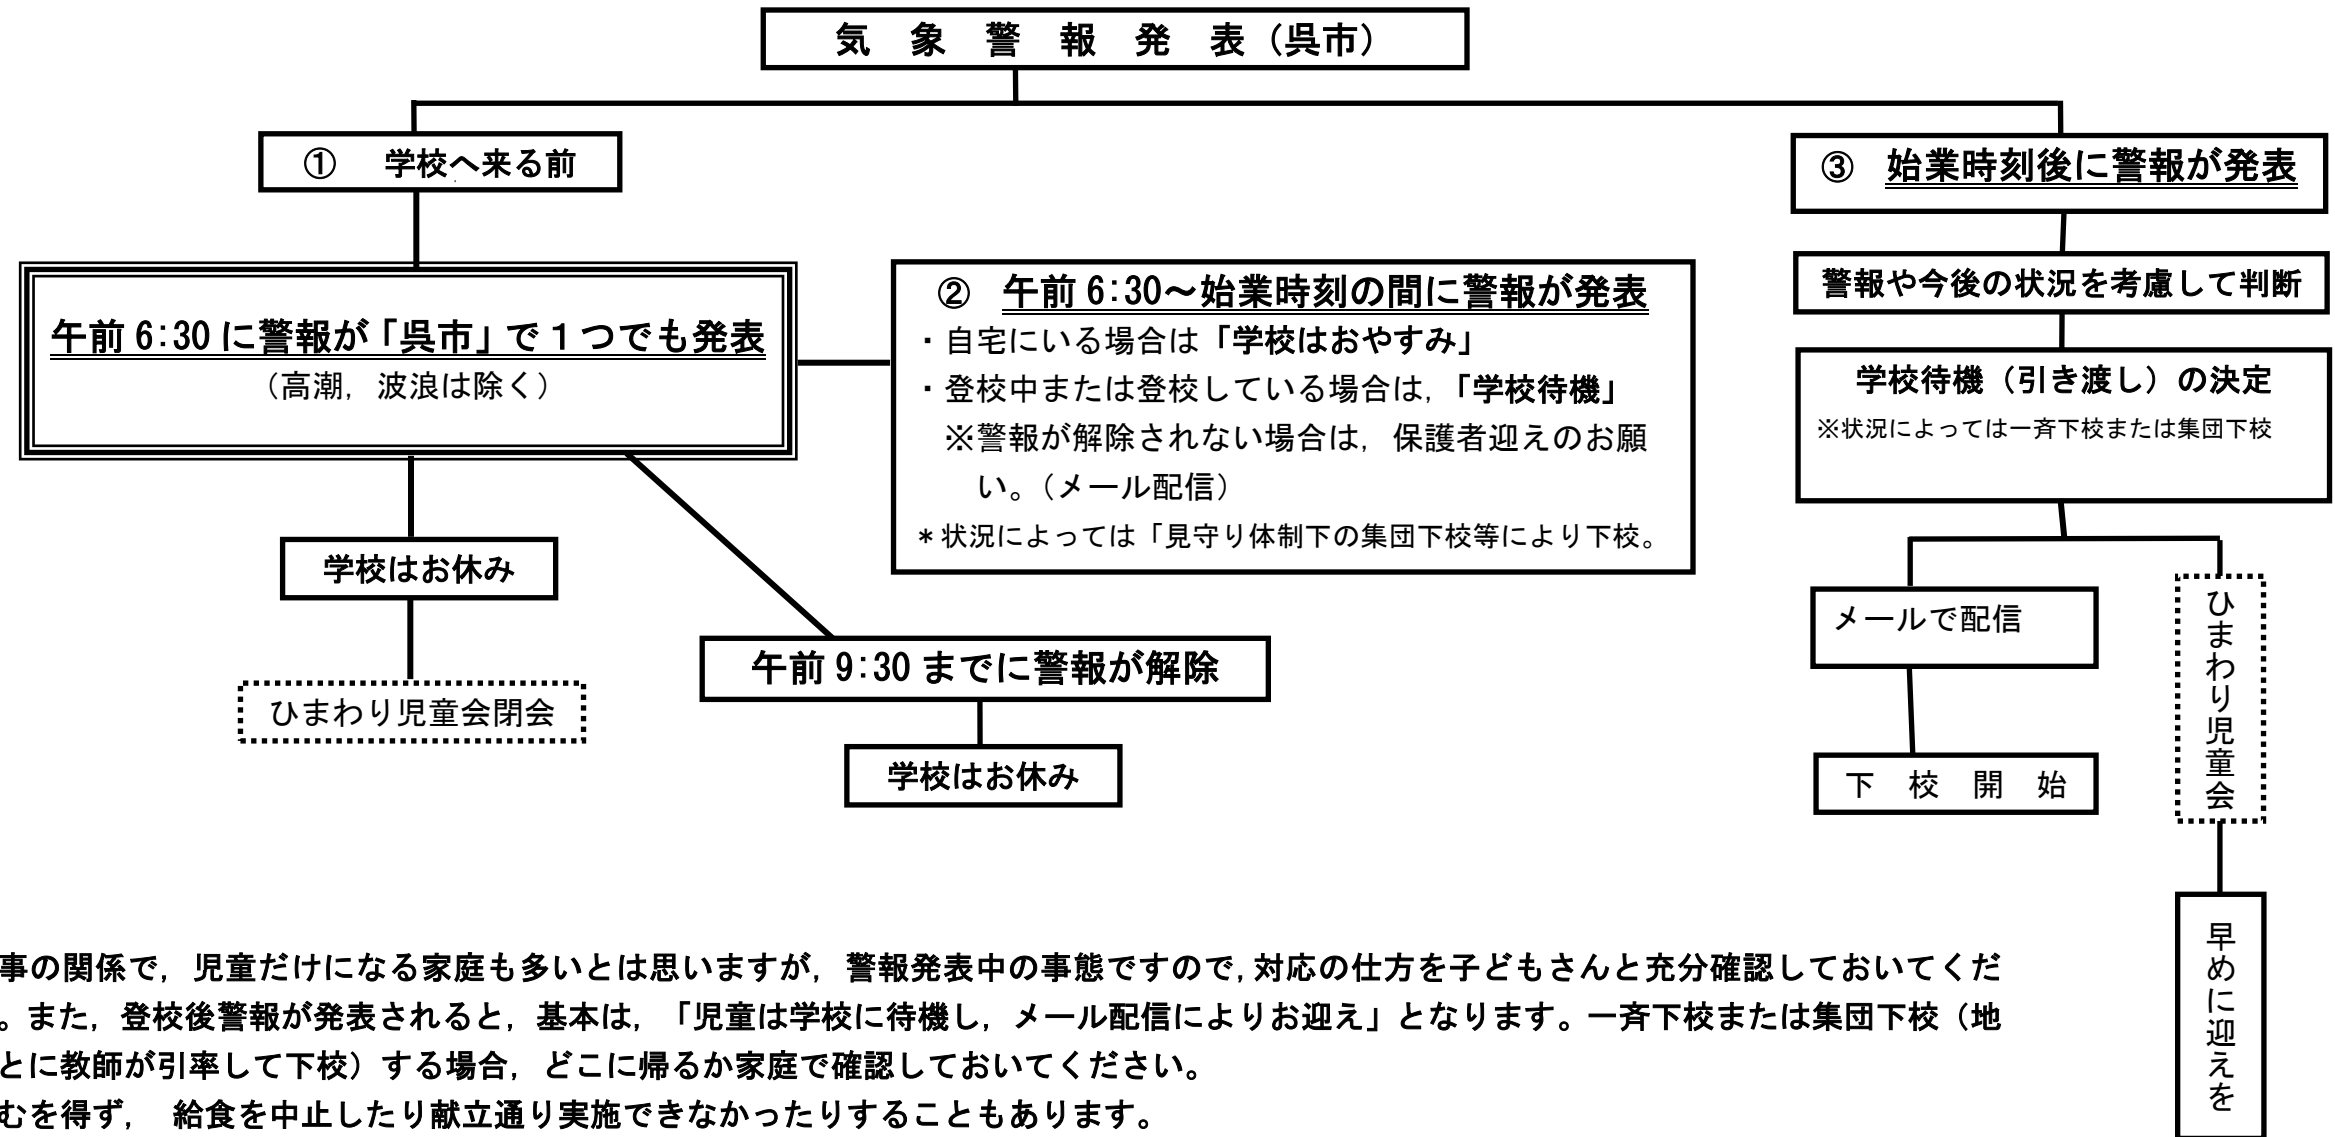 気　象　警　報　発　表（呉市）
①　学校へ来る前
午前 6:30 に警報が「呉市」で１つでも発表
（高潮，波浪は除く）
学校はお休み
ひまわり児童会閉会
午前 9:30 までに警報が解除
学校はお休み
②　午前 6:30～始業時刻の間に警報が発表
・自宅にいる場合は「学校はおやすみ」
・登校中または登校している場合は，「学校待機」
※警報が解除されない場合は，保護者迎えのお願
い。（メール配信）
＊状況によっては「見守り体制下の集団下校等により下校。
③　始業時刻後に警報が発表
警報や今後の状況を考慮して判断
学校待機（引き渡し）の決定
※状況によっては一斉下校または集団下校
メールで配信
下　校　開　始
ひまわり児童会
早めに迎えを
事の関係で，児童だけになる家庭も多いとは思いますが，警報発表中の事態ですので，対応の仕方を子どもさんと充分確認しておいてくだ
。また，登校後警報が発表されると，基本は，「児童は学校に待機し，メール配信によりお迎え」となります。一斉下校または集団下校（地
とに教師が引率して下校）する場合，どこに帰るか家庭で確認しておいてください。
むを得ず，　給食を中止したり献立通り実施できなかったりすることもあります。